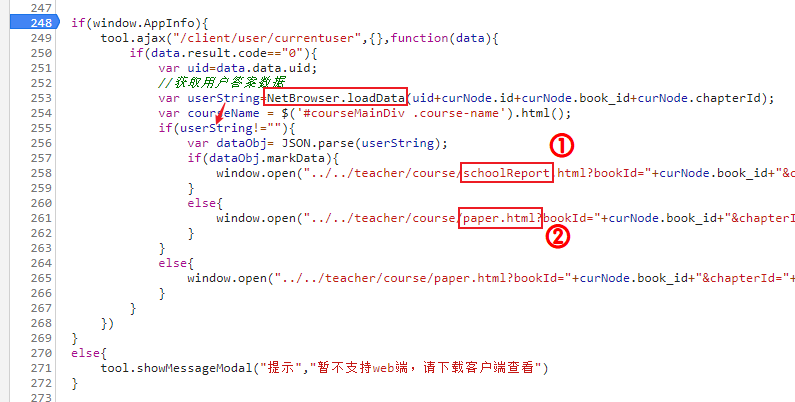 247
248 if(window.AppInfo){
249 tool.ajax("/client/user/currentuser",{},function(data){
250 if(data.result.code=="0"){
251 var uid=data.data.uid;
252 //获取用户答案数据
253 var userString=NetBrowser.loadData(uid+curNode.id+curNode.book_id+curNode.chapterId);
254 var courseName = $('#courseMainDiv .course-name').html();
255 if(userString!=""){
256 var dataObj= JSON.parse(userString);
257 if(dataObj.markData){
258 window.open("../../teacher/course/schoolReport.html?bookId="+curNode.book_id+"&c
①
259 }
260 else{
261 window.open("../../teacher/course/paper.html?bookId="+curNode.book_id+"&chapterI
②
262 }
263 }
264 else{
265 window.open("../../teacher/course/paper.html?bookId="+curNode.book_id+"&chapterId="+
266 }
267 }
268 })
269 }
270 else{
271 tool.showMessageModal("提示","暂不支持web端，请下载客户端查看")
272 }
273